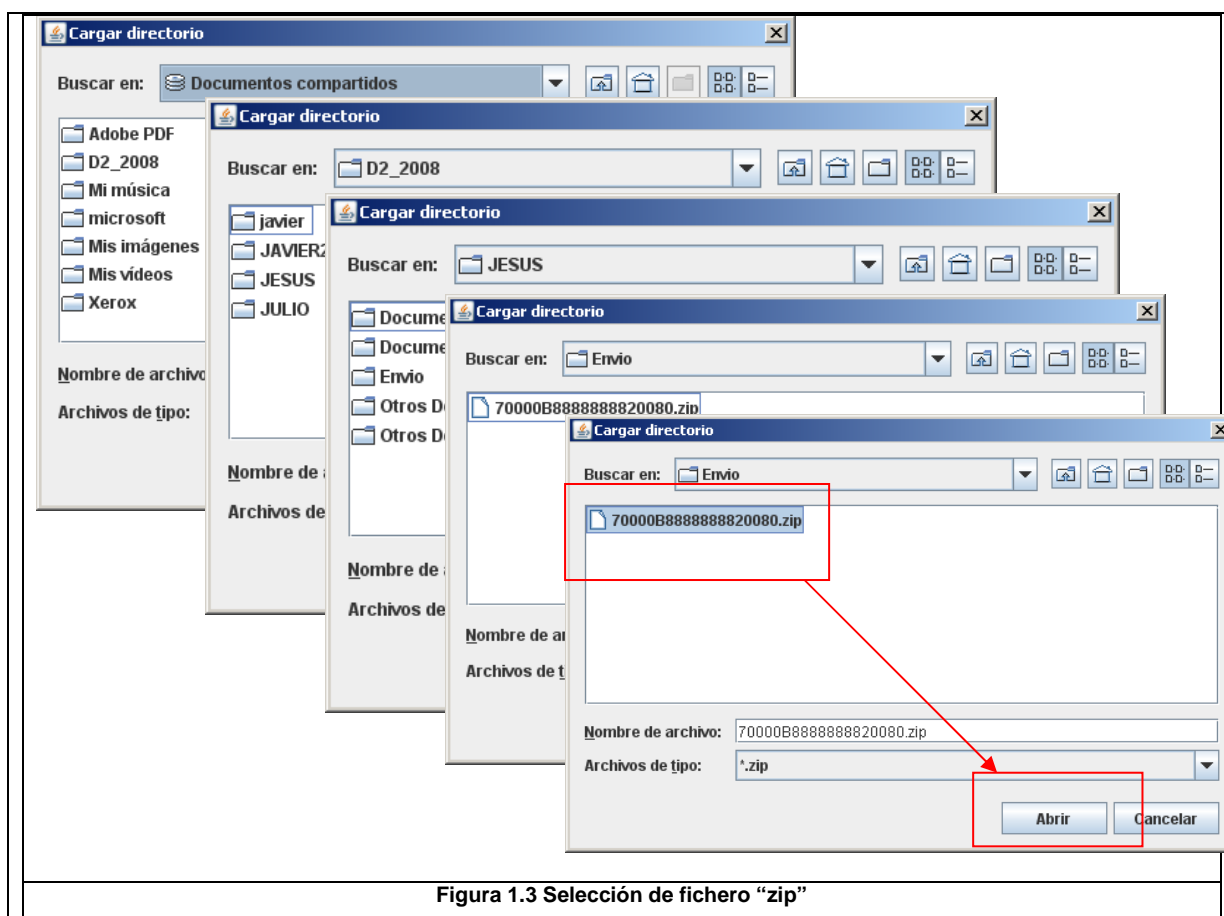 Cargar directorio
Buscar en: Documentos compartidos
Adobe PDF
D2_2008
Mi música
microsoft
Mis imágenes
Mis vídeos
Xerox
Nombre de archivo
Archivos de tipo:
Cargar directorio
Buscar en: D2_2008
javier
JAVIER2
JESUS
JULIO
Nombre de
Archivos de
Cargar directorio
Buscar en: JESUS
Docume
Docume
Envio
Otros D
Otros D
Nombre de
Archivos de
Cargar directorio
Buscar en: Envio
70000B8888888820080.zip
Nombre de ar
Archivos de t
Cargar directorio
Buscar en: Envio
70000B8888888820080.zip
Nombre de archivo: 70000B8888888820080.zip
Archivos de tipo: *.zip
Abrir Cancelar
Figura 1.3 Selección de fichero “zip”